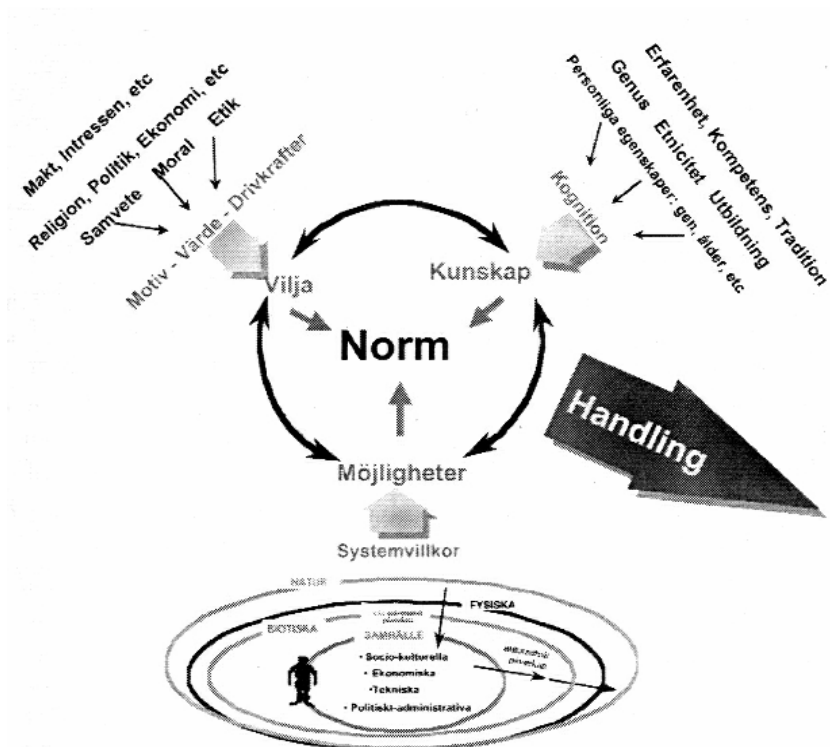 Makt, Intressen, etc
Religion, Politik, Ekonomi, etc
Samvete Moral Etik
Motiv - Värde - Drivkrafter
Vilja
Erfarenhet, Kompetens, Tradition
Genus Etnicitet Utbildning
Personliga egenskaper: gen, ålder, etc
Kognition
Kunskap
Norm
Handling
Möjligheter
Systemvillkor
NATUR
FYSISKA
BIOTISKA
SAMHÄLLE
• Socio-kulturella
• Ekonomiska
• Tekniska
• Politiskt-administrativa